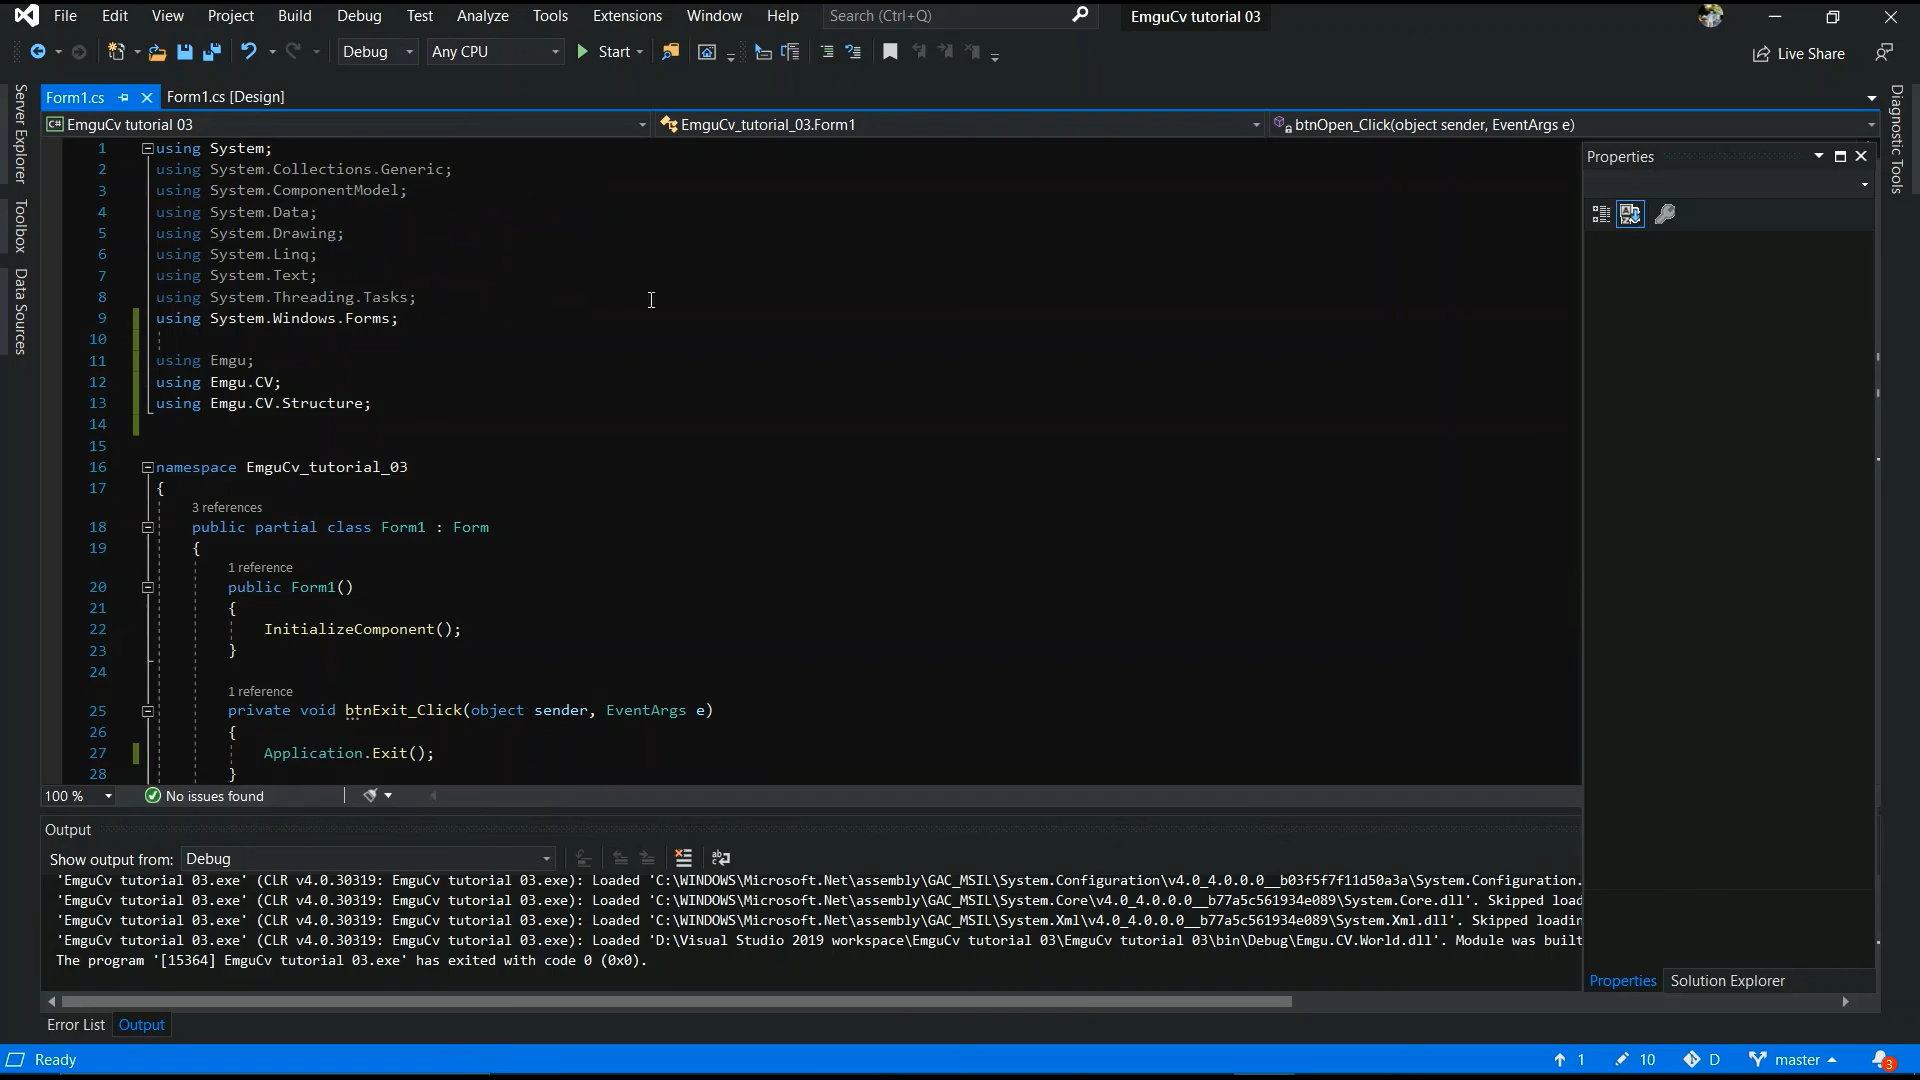 File Edit View Project Build Debug Test Analyze Tools Extensions Window Help Search (Ctrl+Q) EmguCv tutorial 03
Debug Any CPU Start Live Share
Server Explorer
Toolbox
Data Sources
Form1.cs Form1.cs [Design]
C# EmguCv tutorial 03 EmguCv_tutorial_03.Form1 btnOpen_Click(object sender, EventArgs e)
1 using System;
2 using System.Collections.Generic;
3 using System.ComponentModel;
4 using System.Data;
5 using System.Drawing;
6 using System.Linq;
7 using System.Text;
8 using System.Threading.Tasks;
9 using System.Windows.Forms;
10
11 using Emgu;
12 using Emgu.CV;
13 using Emgu.CV.Structure;
14
15
16 namespace EmguCv_tutorial_03
17 {
3 references
18 public partial class Form1 : Form
19 {
1 reference
20 public Form1()
21 {
22 InitializeComponent();
23 }
24
1 reference
25 private void btnExit_Click(object sender, EventArgs e)
26 {
27 Application.Exit();
28 }
100 % No issues found
Properties
Diagnostic Tools
Output
Show output from: Debug
'EmguCv tutorial 03.exe' (CLR v4.0.30319: EmguCv tutorial 03.exe): Loaded 'C:\WINDOWS\Microsoft.Net\assembly\GAC_MSIL\System.Configuration\v4.0_4.0.0.0__b03f5f7f11d50a3a\System.Configuration.
'EmguCv tutorial 03.exe' (CLR v4.0.30319: EmguCv tutorial 03.exe): Loaded 'C:\WINDOWS\Microsoft.Net\assembly\GAC_MSIL\System.Core\v4.0_4.0.0.0__b77a5c561934e089\System.Core.dll'. Skipped load
'EmguCv tutorial 03.exe' (CLR v4.0.30319: EmguCv tutorial 03.exe): Loaded 'C:\WINDOWS\Microsoft.Net\assembly\GAC_MSIL\System.Xml\v4.0_4.0.0.0__b77a5c561934e089\System.Xml.dll'. Skipped loadin
'EmguCv tutorial 03.exe' (CLR v4.0.30319: EmguCv tutorial 03.exe): Loaded 'D:\Visual Studio 2019 workspace\EmguCv tutorial 03\EmguCv tutorial 03\bin\Debug\Emgu.CV.World.dll'. Module was built
The program '[15364] EmguCv tutorial 03.exe' has exited with code 0 (0x0).
Properties Solution Explorer
Error List Output
Ready 1 10 D master 3